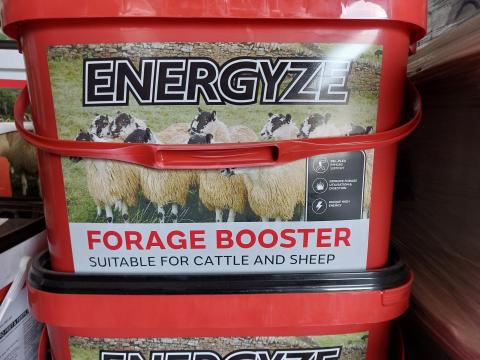 ENERGYZE
FORAGE BOOSTER
SUITABLE FOR CATTLE AND SHEEP
ENERGYZE